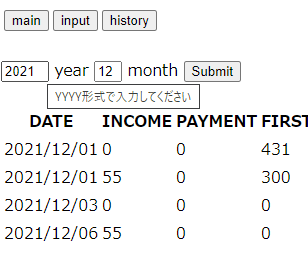 main input history
2021 year 12 month Submit
YYYY形式で入力してください
DATE INCOME PAYMENT FIRST
2021/12/01 0 0 431
2021/12/01 55 0 300
2021/12/03 0 0 0
2021/12/06 55 0 0